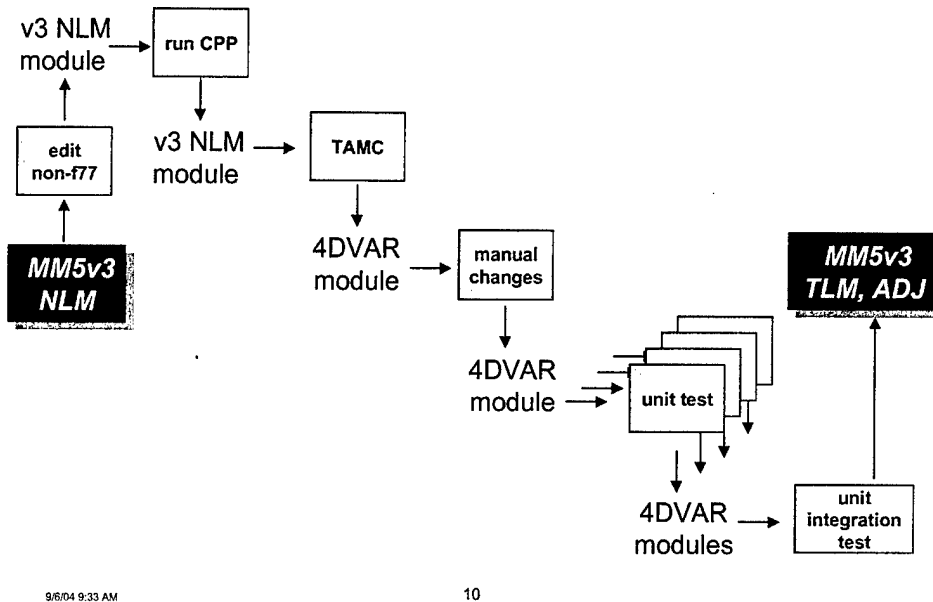 v3 NLM
module
run CPP
edit
non-f77
v3 NLM
module
TAMC
MM5v3
NLM
4DVAR
module
manual
changes
MM5v3
TLM, ADJ
4DVAR
module
unit test
4DVAR
modules
unit
integration
test
9/6/04 9:33 AM
10